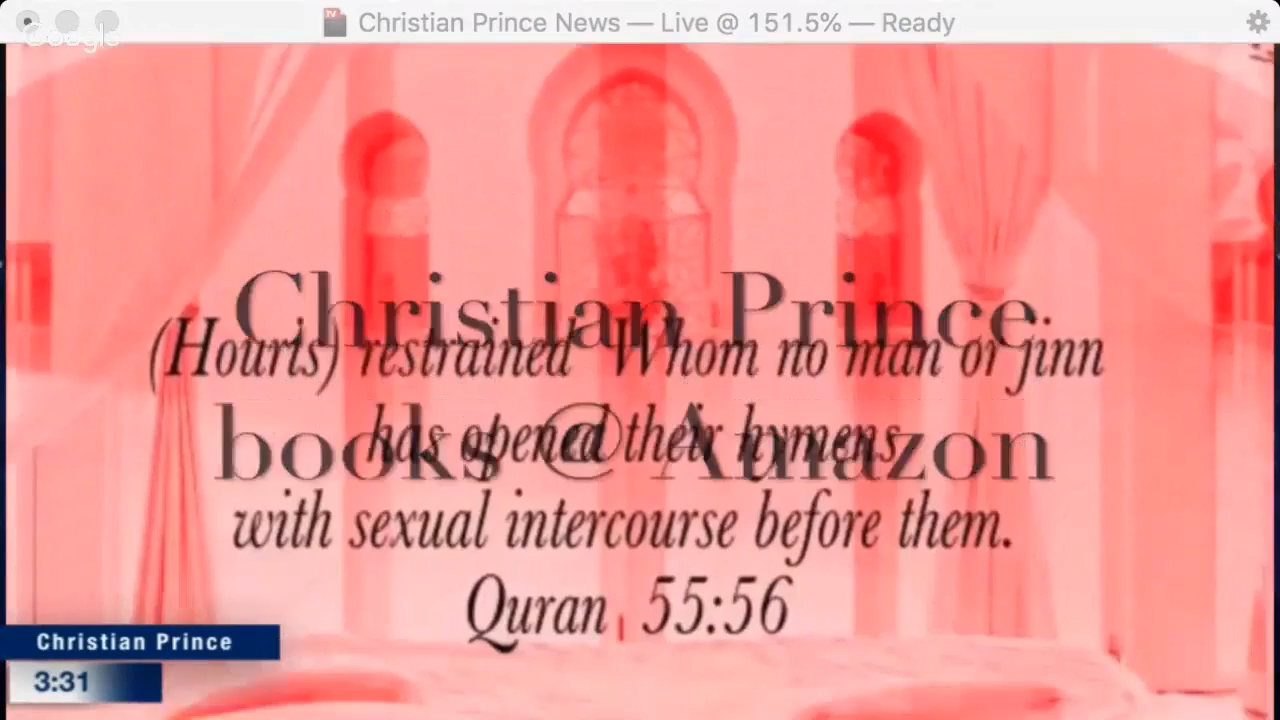 Christian Prince News — Live @ 151.5% — Ready
Google
Christian Prince
(Houris) restrained Whom no man or jinn
books @ Amazon
has opened their hymens
with sexual intercourse before them.
Quran 55:56
Christian Prince
3:31